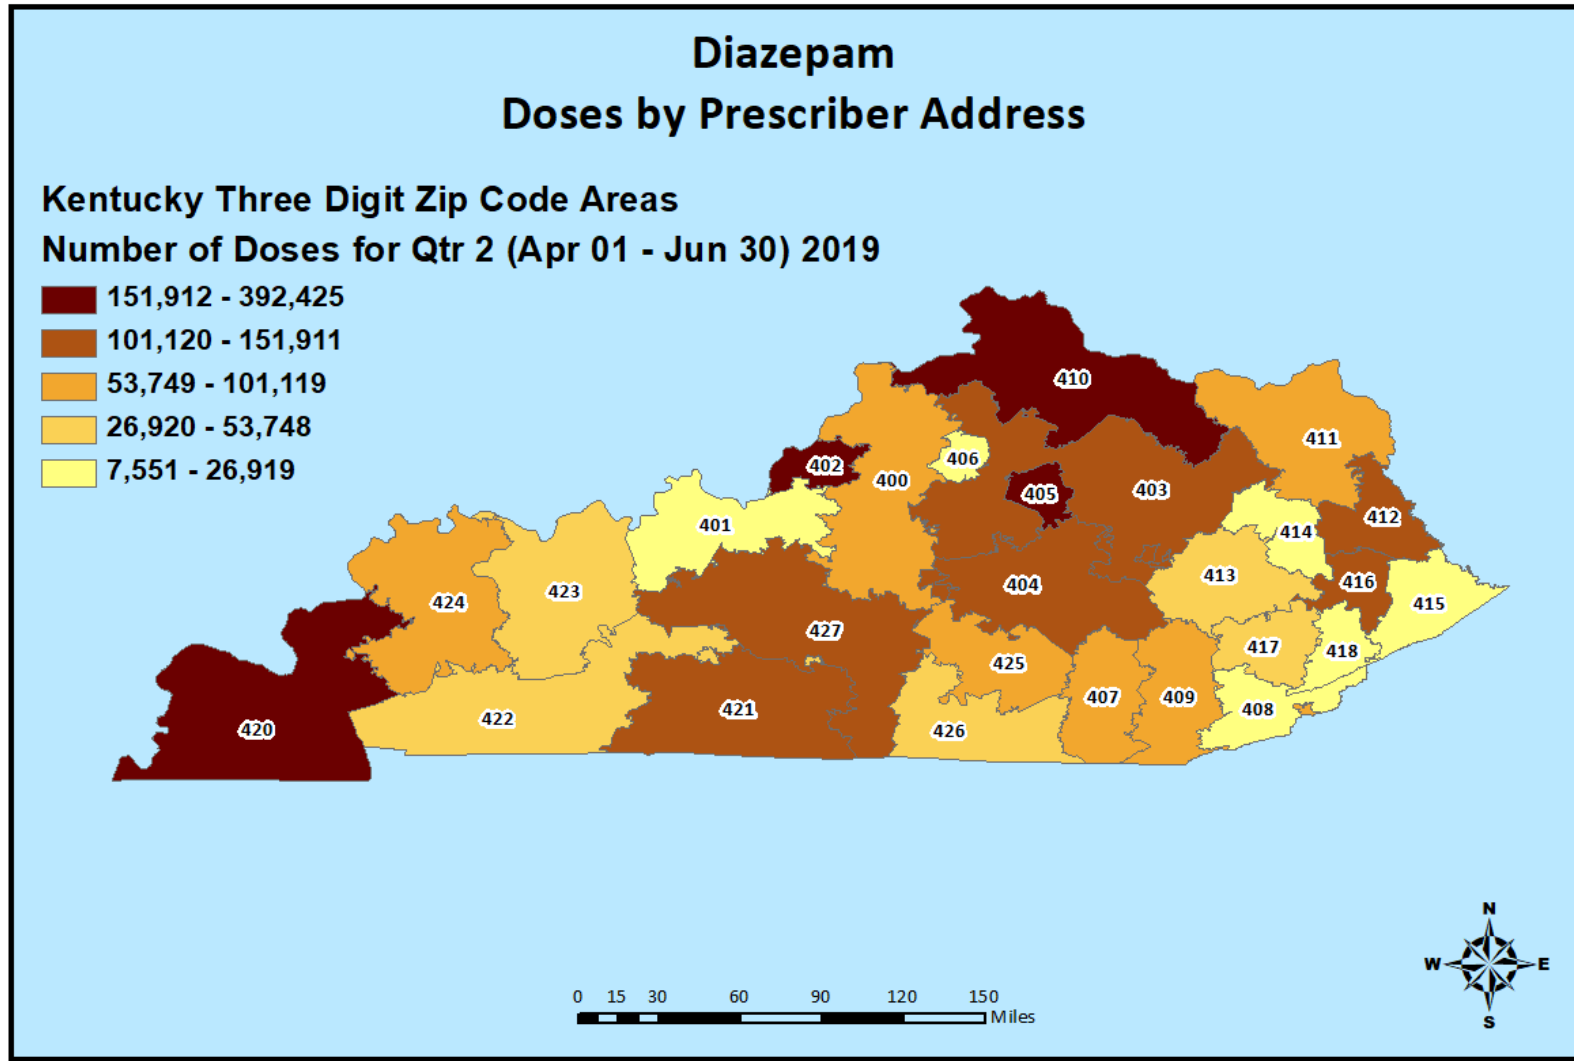 Diazepam
Doses by Prescriber Address
Kentucky Three Digit Zip Code Areas
Number of Doses for Qtr 2 (Apr 01 - Jun 30) 2019
151,912 - 392,425
101,120 - 151,911
53,749 - 101,119
26,920 - 53,748
7,551 - 26,919
410
411
402
406
400
405
403
401
412
414
413
416
424
423
404
415
427
417
418
425
407
409
408
421
422
420
426
N
W E
S
0 15 30 60 90 120 150
Miles